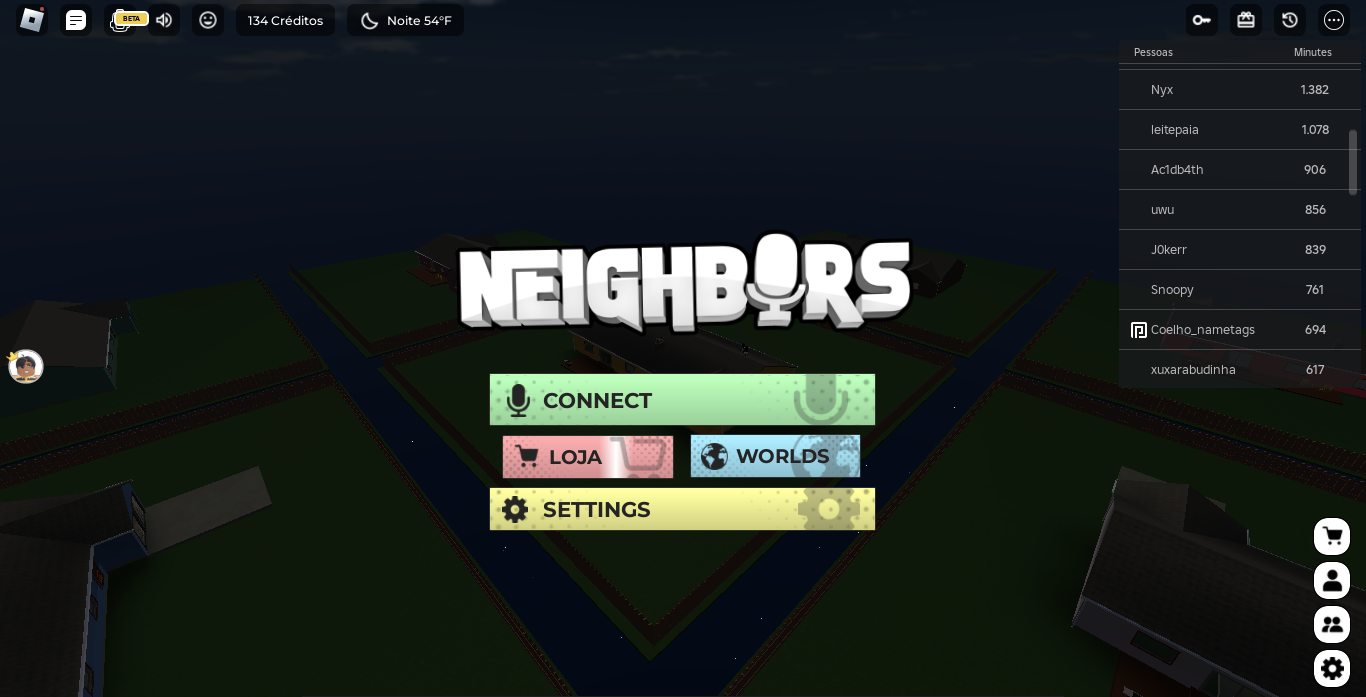 BETA
134 Créditos
Noite 54°F
Pessoas Minutes
Nyx 1.382
leitepaia 1.078
Ac1db4th 906
uwu 856
J0kerr 839
Snoopy 761
Coelho_nametags 694
xuxarabudinha 617
NEIGHBORS
CONNECT
LOJA
WORLDS
SETTINGS